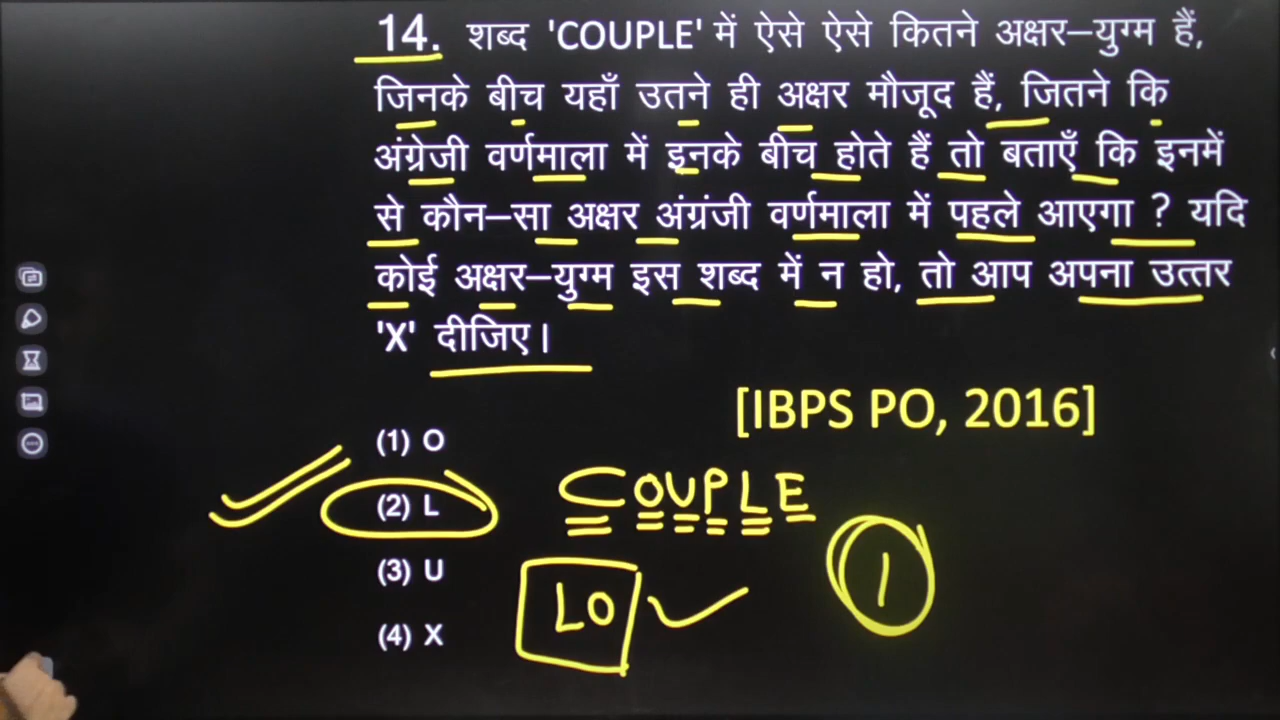 14. शब्द 'COUPLE' में ऐसे ऐसे कितने अक्षर–युग्म हैं,
जिनके बीच यहाँ उतने ही अक्षर मौजूद हैं, जितने कि
अंग्रेजी वर्णमाला में इनके बीच होते हैं तो बताएँ कि इनमें
से कौन–सा अक्षर अंग्रंजी वर्णमाला में पहले आएगा ? यदि
कोई अक्षर–युग्म इस शब्द में न हो, तो आप अपना उत्तर
'X' दीजिए।
[IBPS PO, 2016]
(1) O
(2) L
COUPLE
(3) U
LO
1
(4) X